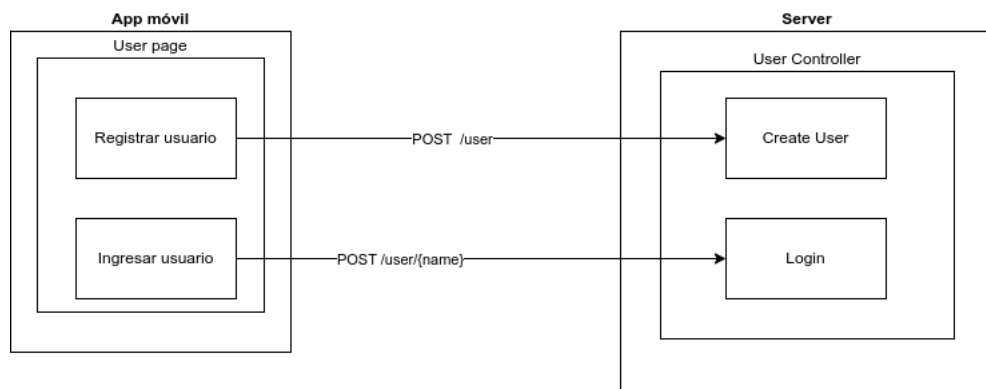 App móvil
Server
User page
User Controller
Registrar usuario
POST /user
Create User
Ingresar usuario
POST /user/{name}
Login